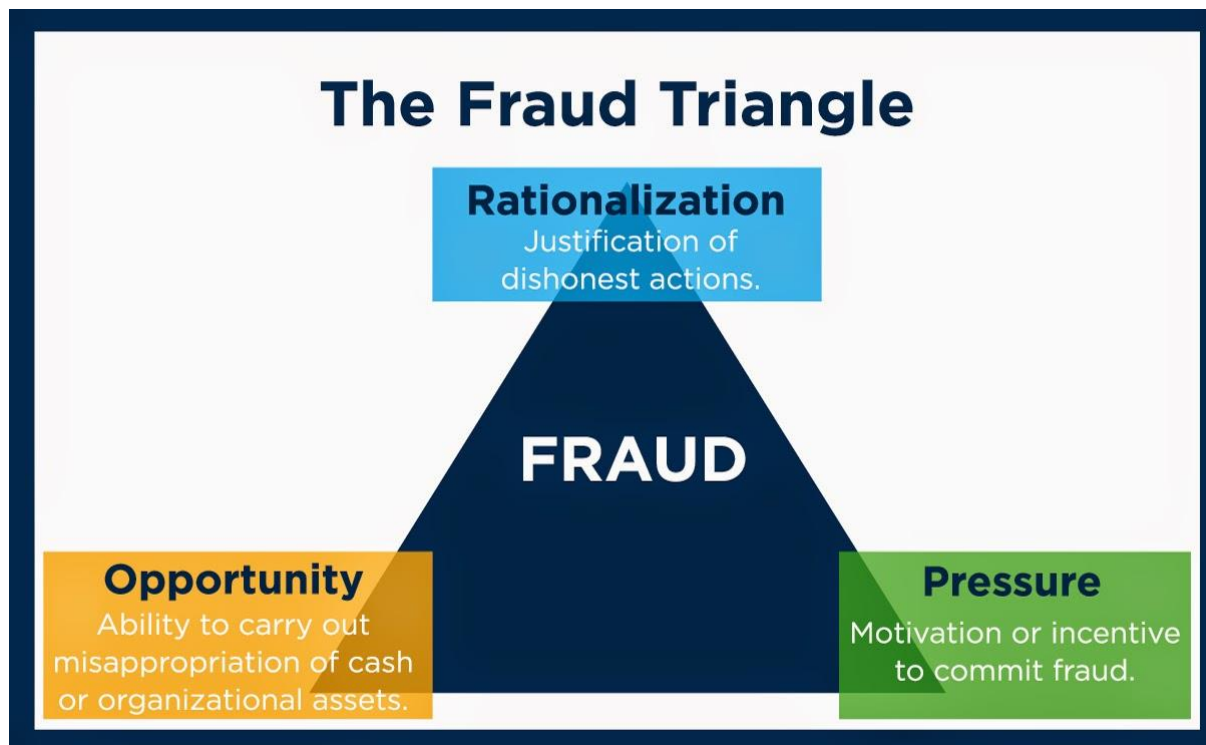 The Fraud Triangle
Rationalization
Justification of
dishonest actions.
FRAUD
Opportunity
Ability to carry out
misappropriation of cash
or organizational assets.
Pressure
Motivation or incentive
to commit fraud.